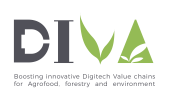 DIVA
Boosting innovative Digitech Value chains
for Agrofood, forestry and environment